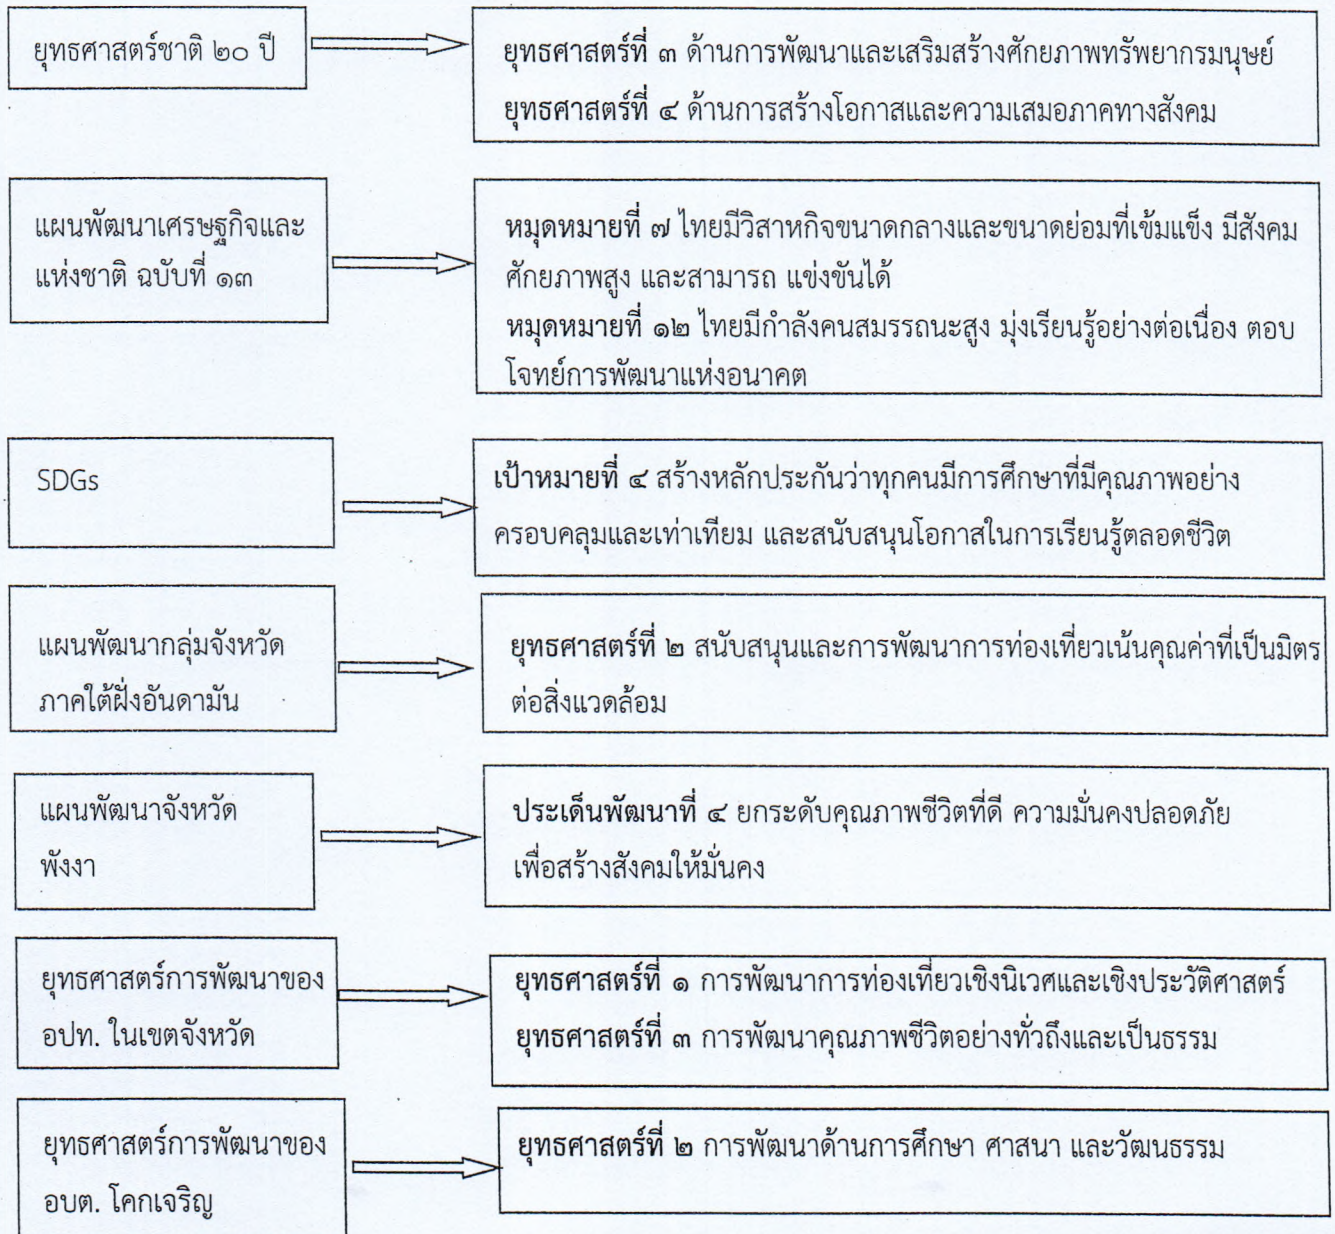 ยุทธศาสตร์ชาติ ๒๐ ปี
ยุทธศาสตร์ที่ ๓ ด้านการพัฒนาและเสริมสร้างศักยภาพทรัพยากรมนุษย์
ยุทธศาสตร์ที่ ๔ ด้านการสร้างโอกาสและความเสมอภาคทางสังคม
แผนพัฒนาเศรษฐกิจและ
แห่งชาติ ฉบับที่ ๑๓
หมุดหมายที่ ๗ ไทยมีวิสาหกิจขนาดกลางและขนาดย่อมที่เข้มแข็ง มีสังคม
ศักยภาพสูง และสามารถ แข่งขันได้
หมุดหมายที่ ๑๒ ไทยมีกำลังคนสมรรถนะสูง มุ่งเรียนรู้อย่างต่อเนื่อง ตอบ
โจทย์การพัฒนาแห่งอนาคต
SDGs
เป้าหมายที่ ๔ สร้างหลักประกันว่าทุกคนมีการศึกษาที่มีคุณภาพอย่าง
ครอบคลุมและเท่าเทียม และสนับสนุนโอกาสในการเรียนรู้ตลอดชีวิต
แผนพัฒนากลุ่มจังหวัด
ภาคใต้ฝั่งอันดามัน
ยุทธศาสตร์ที่ ๒ สนับสนุนและการพัฒนาการท่องเที่ยวเน้นคุณค่าที่เป็นมิตร
ต่อสิ่งแวดล้อม
แผนพัฒนาจังหวัด
พังงา
ประเด็นพัฒนาที่ ๔ ยกระดับคุณภาพชีวิตที่ดี ความมั่นคงปลอดภัย
เพื่อสร้างสังคมให้มั่นคง
ยุทธศาสตร์การพัฒนาของ
อปท. ในเขตจังหวัด
ยุทธศาสตร์ที่ ๑ การพัฒนาการท่องเที่ยวเชิงนิเวศและเชิงประวัติศาสตร์
ยุทธศาสตร์ที่ ๓ การพัฒนาคุณภาพชีวิตอย่างทั่วถึงและเป็นธรรม
ยุทธศาสตร์การพัฒนาของ
อบต. โคกเจริญ
ยุทธศาสตร์ที่ ๒ การพัฒนาด้านการศึกษา ศาสนา และวัฒนธรรม